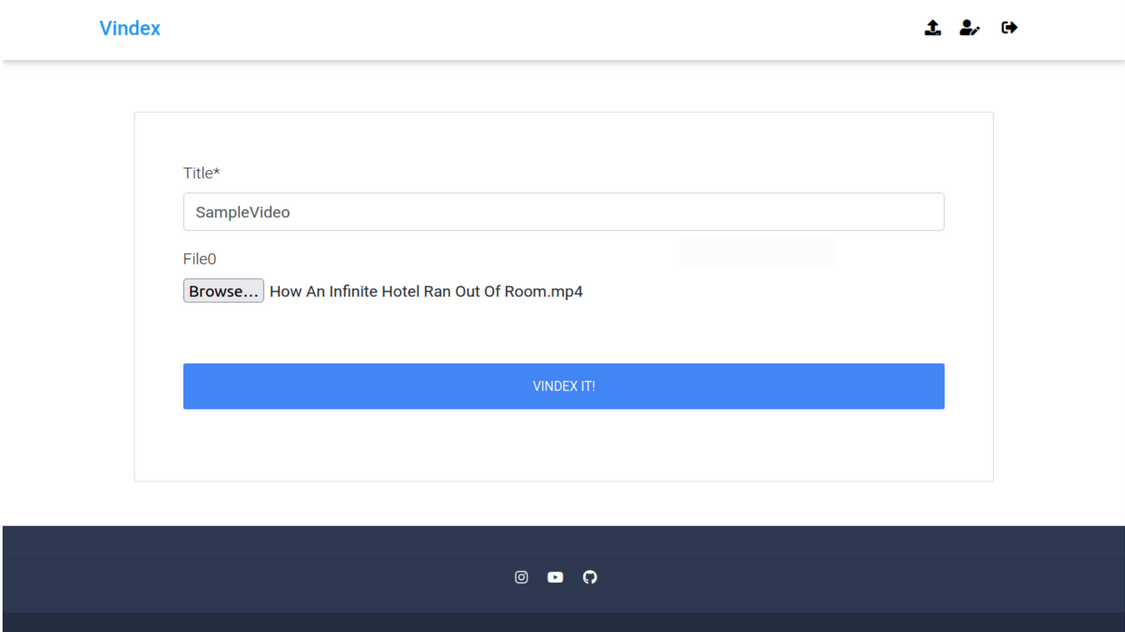 Vindex
Title*
SampleVideo
File0
Browse... How An Infinite Hotel Ran Out Of Room.mp4
VINDEX IT!